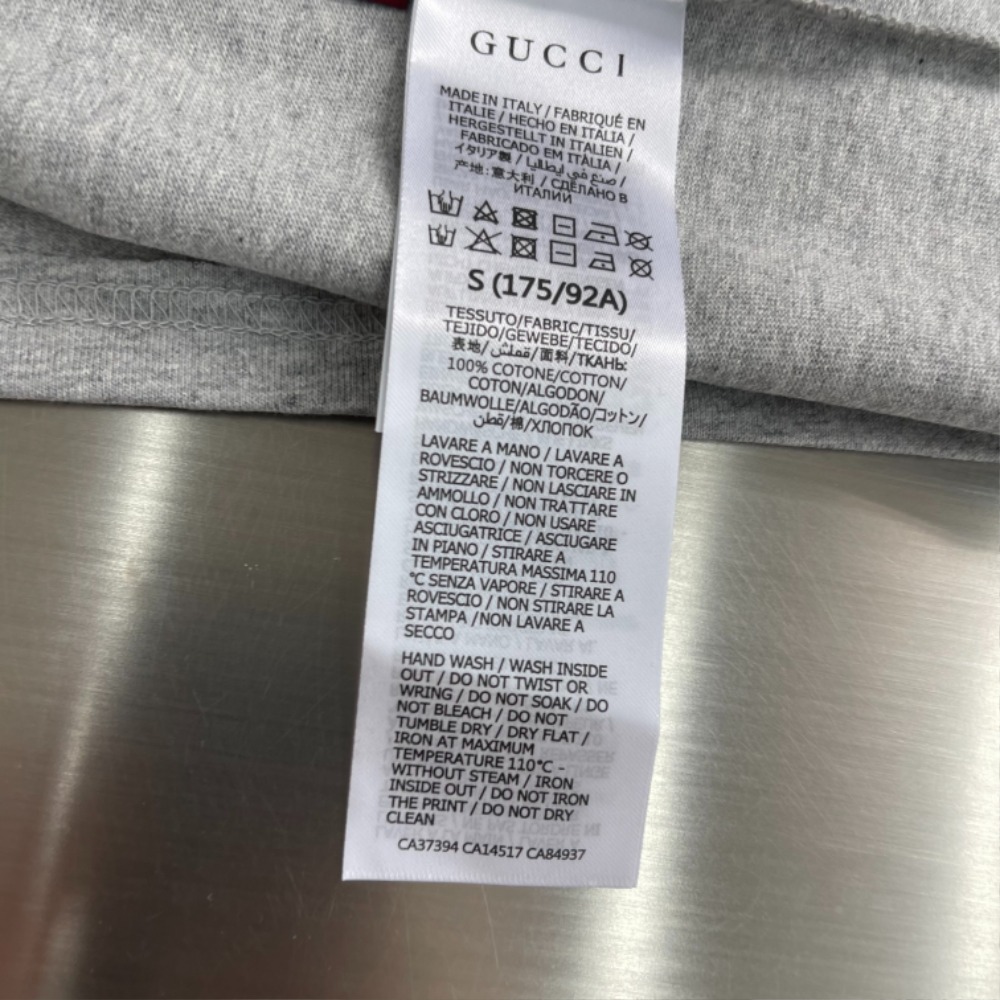 GUCCI
MADE IN ITALY / FABRIQUÉ EN
ITALIE / HECHO EN ITALIA /
HERGESTELLT IN ITALIEN /
FABRICADO EM ITÀLIA /
イタリア製 / صنع في ايطاليا /
产地:意大利 / СДЕЛАНО В
ИТАЛИИ
S (175/92A)
TESSUTO/FABRIC/TISSU/
TEJIDO/GEWEBE/TECIDO/
表地/قماش/面料/ТКАНЬ:
100% COTONE/COTTON/
COTON/ALGODON/
BAUMWOLLE/ALGODÃO/コットン/
قطن/棉/ХЛОПОК
LAVARE A MANO / LAVARE A
ROVESCIO / NON TORCERE O
STRIZZARE / NON LASCIARE IN
AMMOLLO / NON TRATTARE
CON CLORO / NON USARE
ASCIUGATRICE / ASCIUGARE
IN PIANO / STIRARE A
TEMPERATURA MASSIMA 110
°C SENZA VAPORE / STIRARE A
ROVESCIO / NON STIRARE LA
STAMPA /NON LAVARE A
SECCO
HAND WASH / WASH INSIDE
OUT / DO NOT TWIST OR
WRING / DO NOT SOAK / DO
NOT BLEACH / DO NOT
TUMBLE DRY / DRY FLAT /
IRON AT MAXIMUM
TEMPERATURE 110°C -
WITHOUT STEAM / IRON
INSIDE OUT / DO NOT IRON
THE PRINT / DO NOT DRY
CLEAN
CA37394 CA14517 CA84937